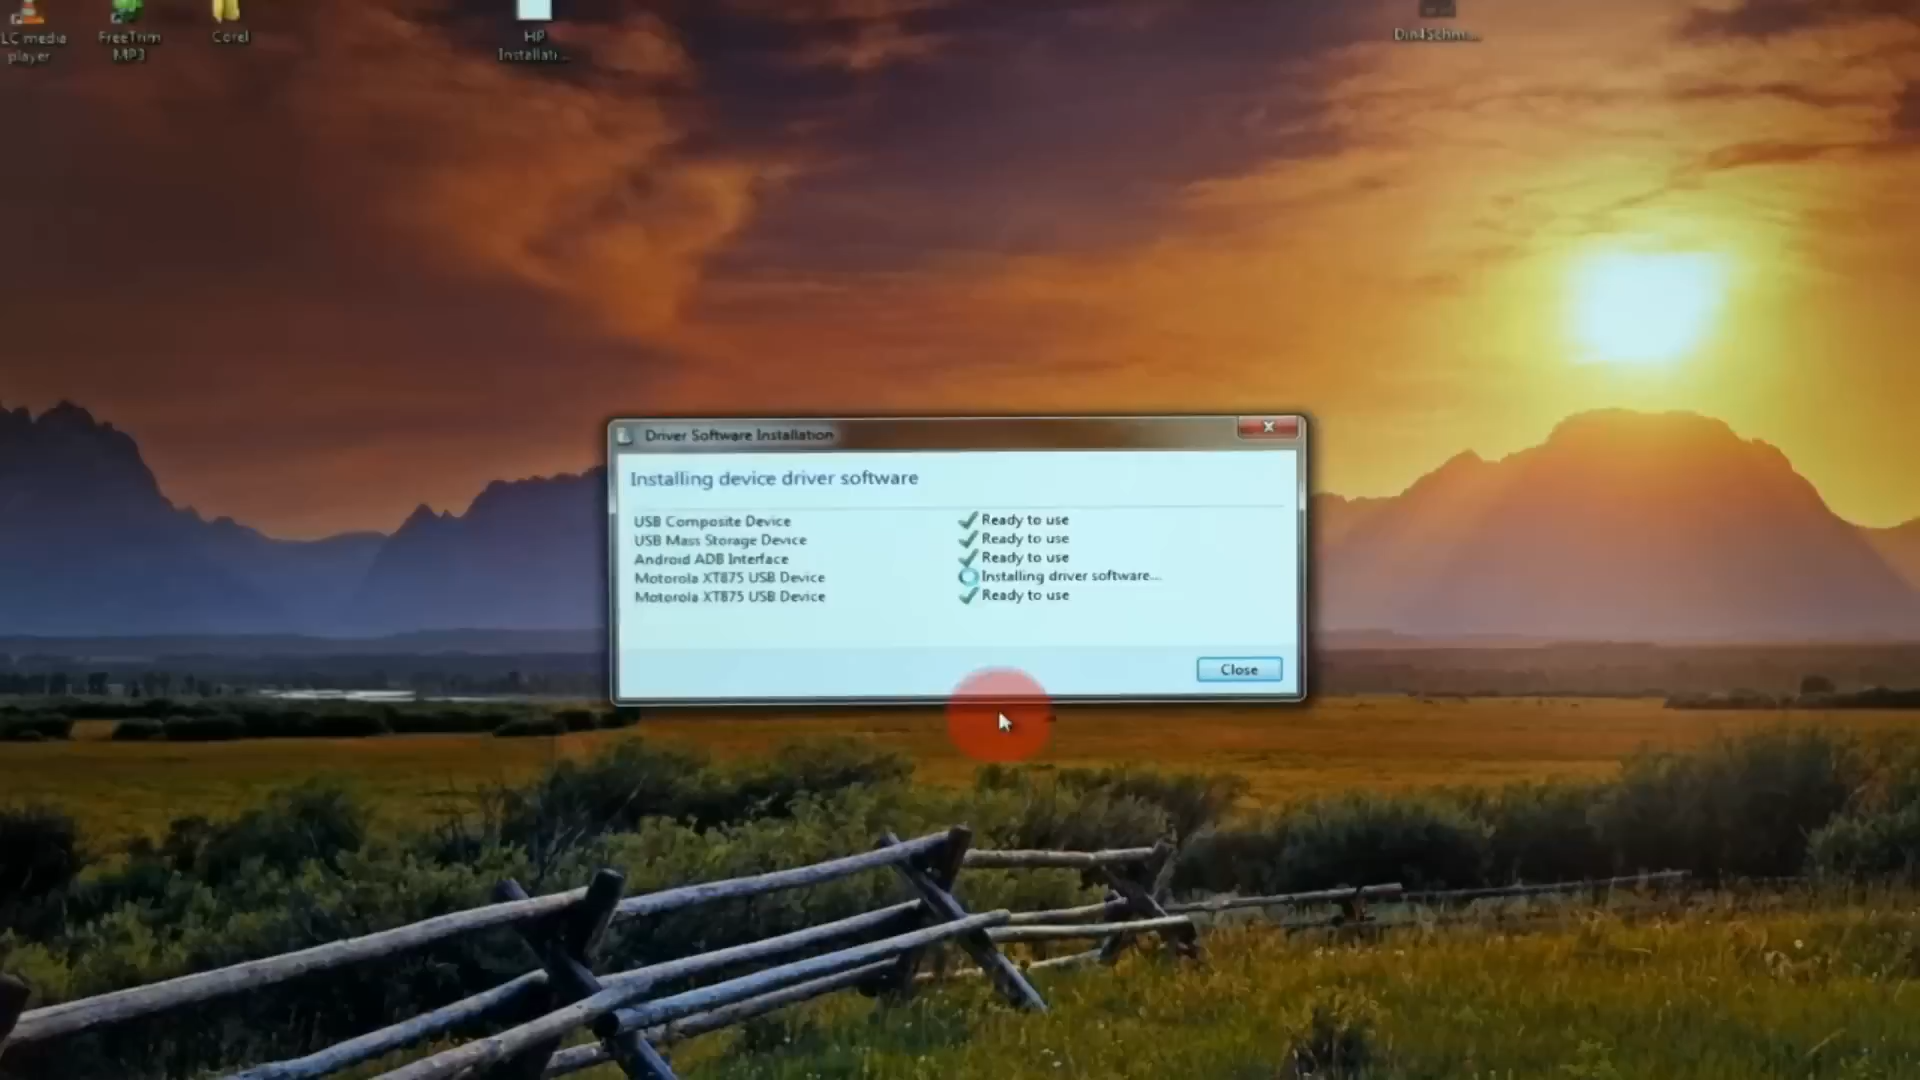 LC media
player
FreeTrim
MP3
Corel
HP
Installati...
Din4Schm...
Driver Software Installation
Installing device driver software
USB Composite Device Ready to use
USB Mass Storage Device Ready to use
Android ADB Interface Ready to use
Motorola XT875 USB Device Installing driver software...
Motorola XT875 USB Device Ready to use
Close